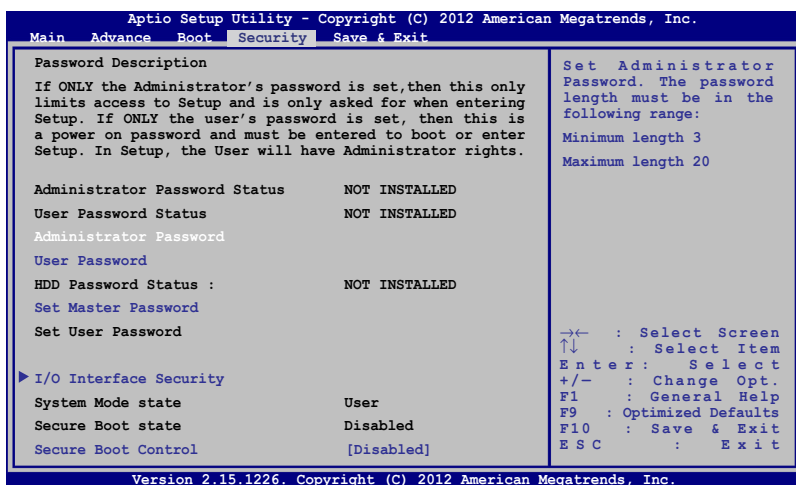 Aptio Setup Utility - Copyright (C) 2012 American Megatrends, Inc.
Main Advance Boot Security Save & Exit
Password Description
If ONLY the Administrator's password is set,then this only
limits access to Setup and is only asked for when entering
Setup. If ONLY the user's password is set, then this is
a power on password and must be entered to boot or enter
Setup. In Setup, the User will have Administrator rights.
Administrator Password Status NOT INSTALLED
User Password Status NOT INSTALLED
Administrator Password
User Password
HDD Password Status : NOT INSTALLED
Set Master Password
Set User Password
I/O Interface Security
System Mode state User
Secure Boot state Disabled
Secure Boot Control [Disabled]
Set Administrator
Password. The password
length must be in the
following range:
Minimum length 3
Maximum length 20
→← : Select Screen
↑↓ : Select Item
Enter: Select
+/− : Change Opt.
F1 : General Help
F9 : Optimized Defaults
F10 : Save & Exit
ESC : Exit
Version 2.15.1226. Copyright (C) 2012 American Megatrends, Inc.